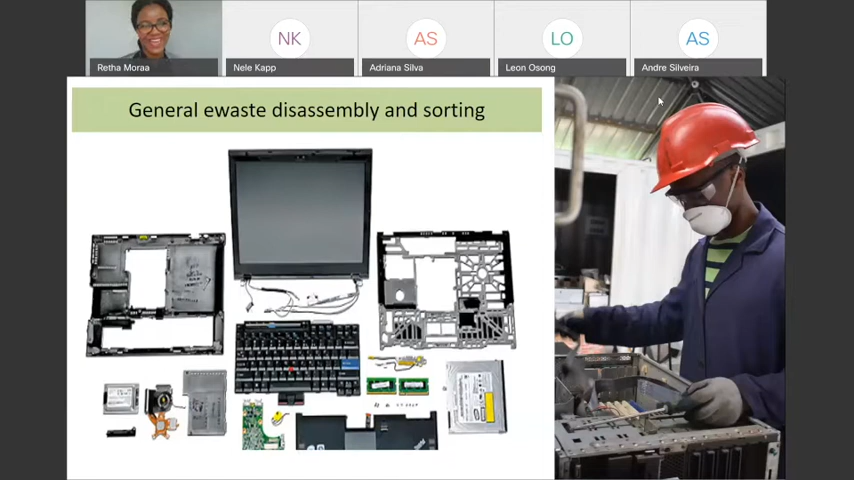 NK
AS
LO
AS
Retha Moraa
Nele Kapp
Adriana Silva
Leon Osong
Andre Silveira
General ewaste disassembly and sorting